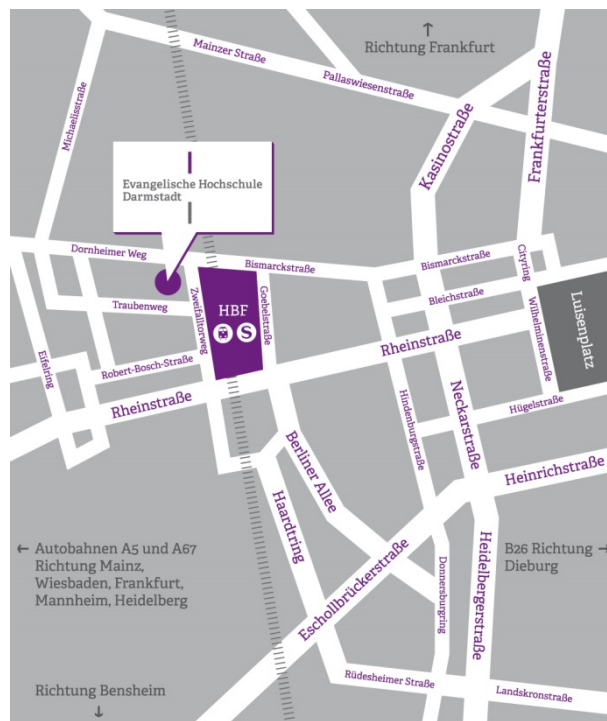 ↑
Richtung Frankfurt
Mainzer Straße
Pallaswiesenstraße
Michaelisstraße
Kasinostraße
Frankfurterstraße
Evangelische Hochschule
Darmstadt
Dornheimer Weg
Bismarckstraße
Bismarckstraße
Cityring
Traubenweg
Zweifalltorweg
HBF
S
Goebelstraße
Bleichstraße
Wilhelminenstraße
Luisenplatz
Eifelring
Robert-Bosch-Straße
Rheinstraße
Rheinstraße
Hindenburgstraße
Neckarstraße
Hügelstraße
Berliner Allee
Haardtring
Heinrichstraße
Eschollbrückerstraße
Donnersburgring
Heidelbergerstraße
← Autobahnen A5 und A67
Richtung Mainz,
Wiesbaden, Frankfurt,
Mannheim, Heidelberg
B26 Richtung →
Dieburg
Rüdesheimer Straße
Landskronstraße
Richtung Bensheim
↓